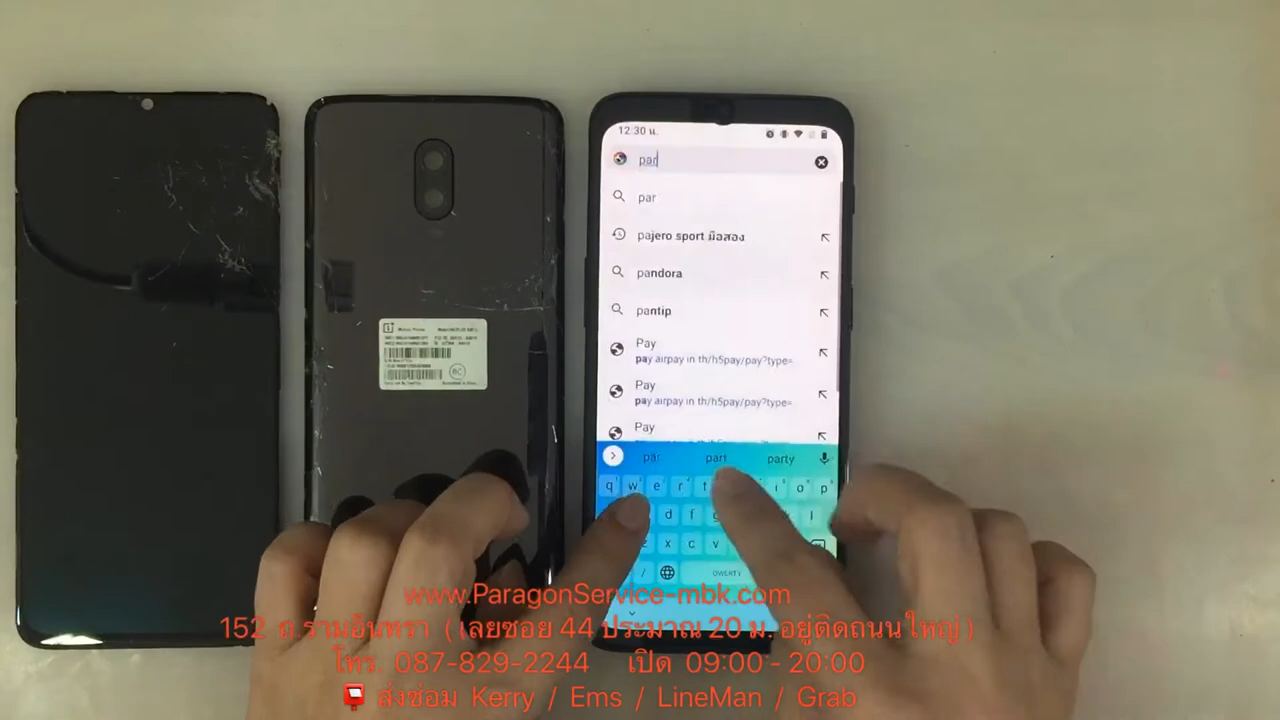 12:30 น.
par
par
pajero sport มือสอง
pandora
pantip
Pay
pay airpay in th/h5pay/pay?type=
Pay
pay airpay in th/h5pay/pay?type=
Pay
par part party
q w e r t i o p
d f g l
z x c v
/ QWERTY
Mobile Phone
www.ParagonService-mbk.com
152 ถ.รามอินทรา (เลยซอย 44 ประมาณ 20 ม. อยู่ติดถนนใหญ่)
โทร. 087-829-2244 เปิด 09:00 - 20:00
ส่งซ่อม Kerry / Ems / LineMan / Grab